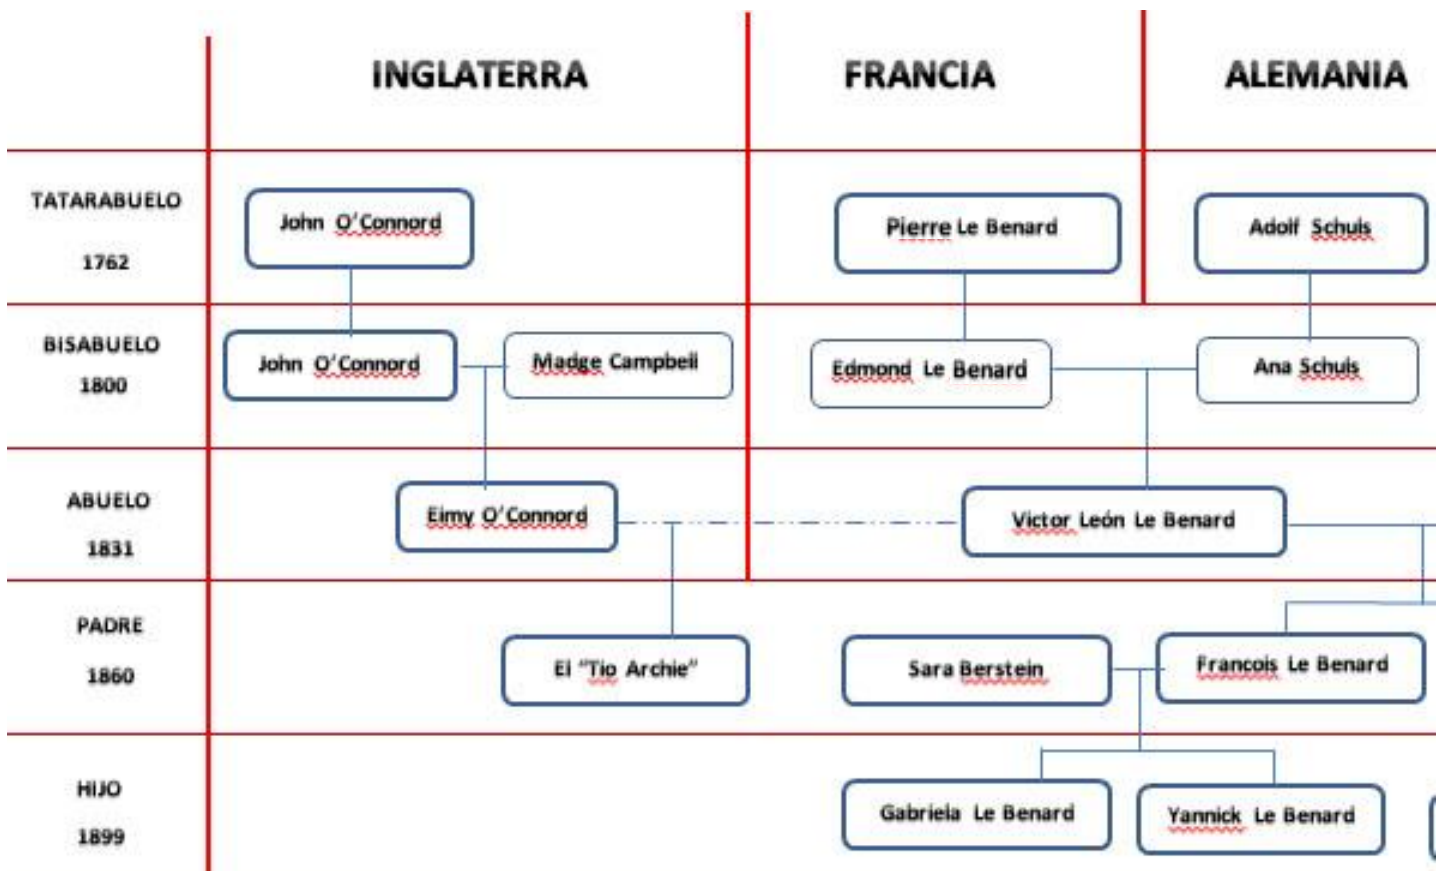 INGLATERRA FRANCIA ALEMANIA
TATARABUELO
1762
John O'Connord
Pierre Le Benard
Adolf Schuls
BISABUELO
1800
John O'Connord
Madge Campbell
Edmond Le Benard
Ana Schuls
ABUELO
1831
Eimy O'Connord
Victor León Le Benard
PADRE
1860
El "Tio Archie"
Sara Berstein
Francois Le Benard
HIJO
1899
Gabriela Le Benard
Yannick Le Benard